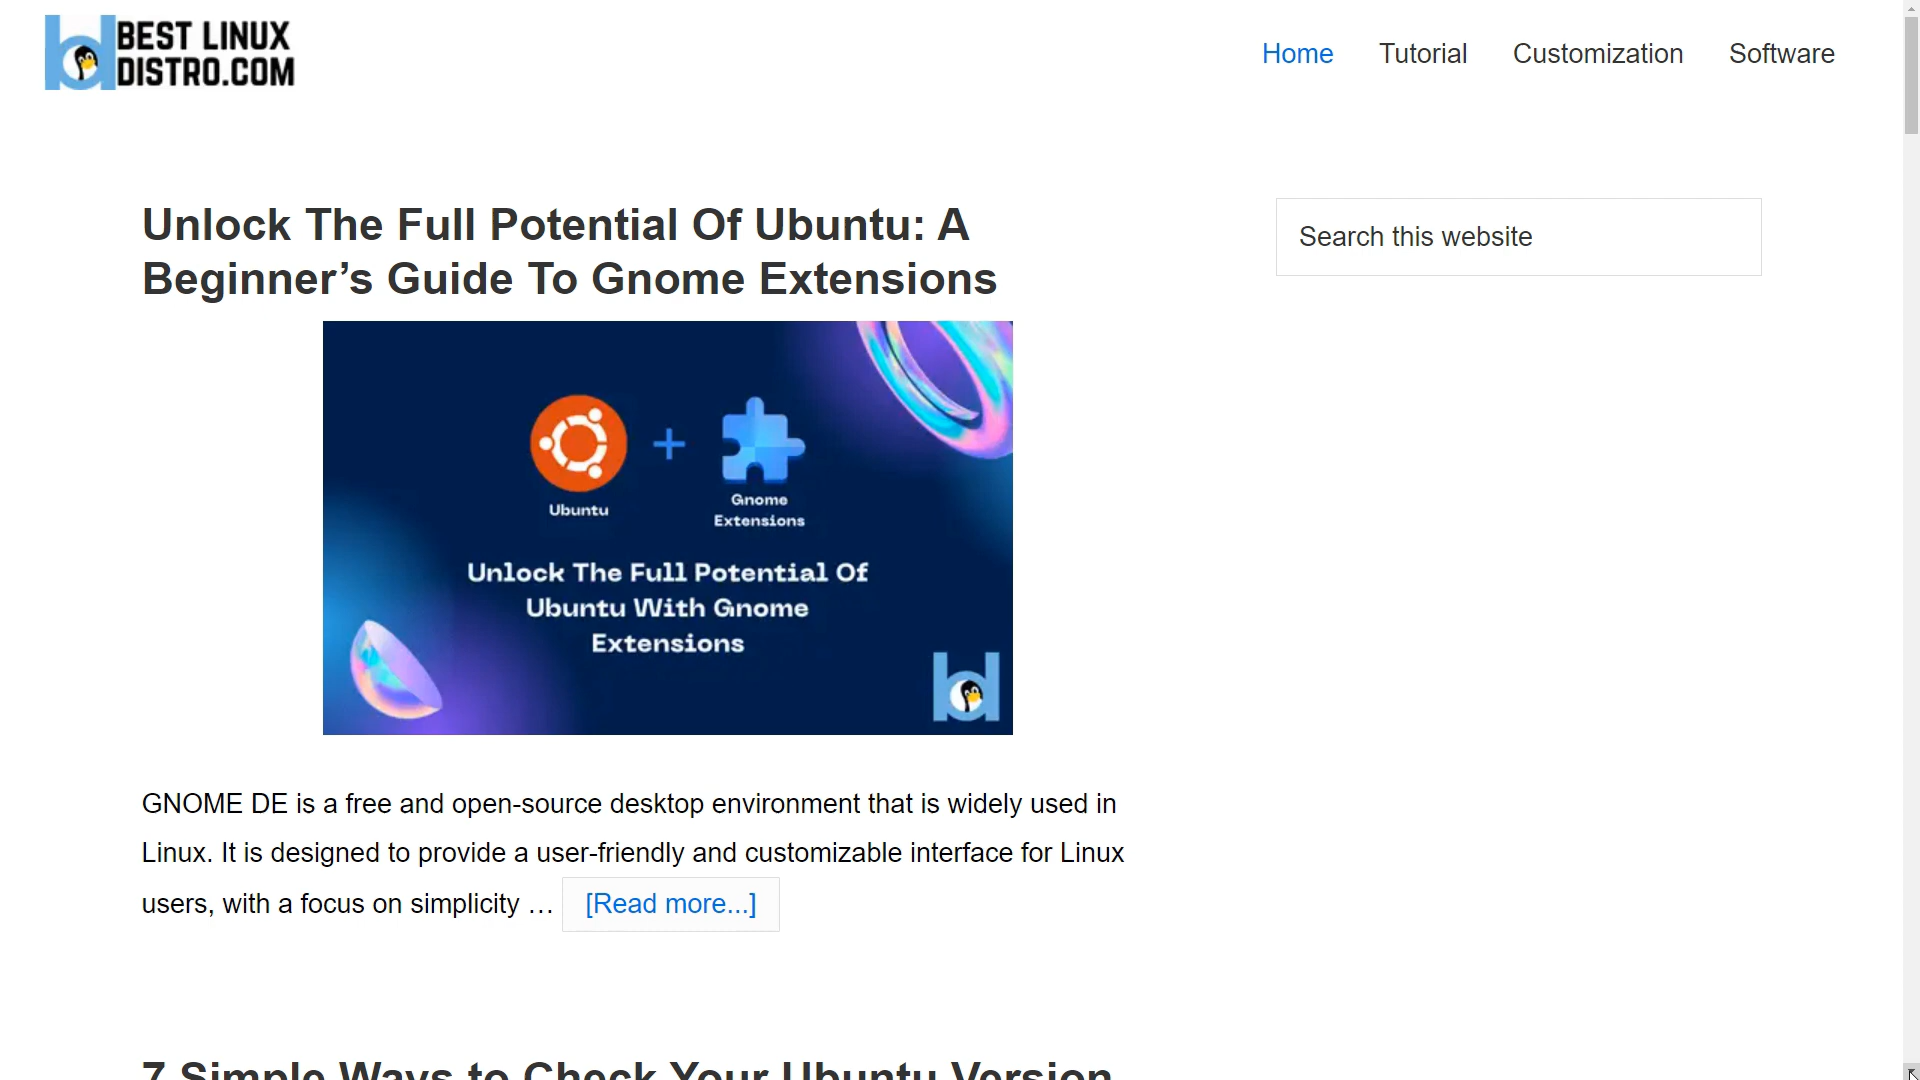 BEST LINUX
DISTRO.COM
Home Tutorial Customization Software
Unlock The Full Potential Of Ubuntu: A
Beginner’s Guide To Gnome Extensions
Search this website
Ubuntu
+
Gnome
Extensions
Unlock The Full Potential Of
Ubuntu With Gnome
Extensions
GNOME DE is a free and open-source desktop environment that is widely used in
Linux. It is designed to provide a user-friendly and customizable interface for Linux
users, with a focus on simplicity … [Read more...]
7 Simple Ways to Check Your Ubuntu Version